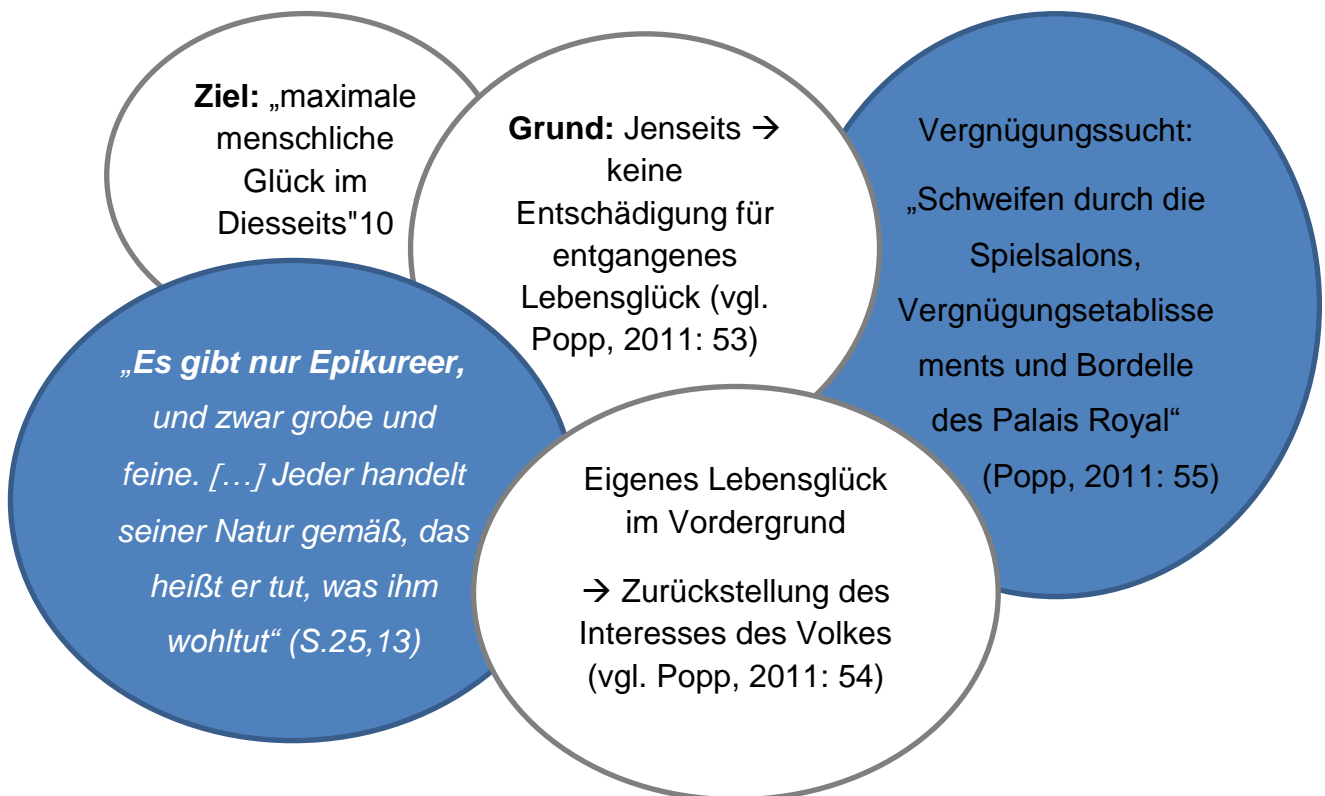 Ziel: „maximale
menschliche
Glück im
Diesseits"10
Grund: Jenseits →
keine
Entschädigung für
entgangenes
Lebensglück (vgl.
Popp, 2011: 53)
Vergnügungssucht:
„Schweifen durch die
Spielsalons,
Vergnügungsetablisse
ments und Bordelle
des Palais Royal“
(Popp, 2011: 55)
„Es gibt nur Epikureer,
und zwar grobe und
feine. […] Jeder handelt
seiner Natur gemäß, das
heißt er tut, was ihm
wohltut“ (S.25,13)
Eigenes Lebensglück
im Vordergrund
→ Zurückstellung des
Interesses des Volkes
(vgl. Popp, 2011: 54)